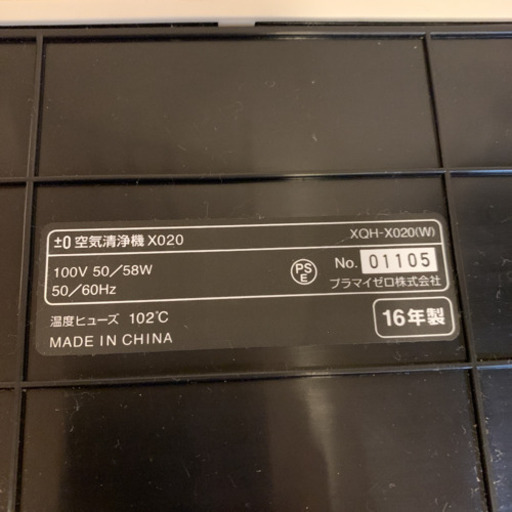 ±0 空気清浄機 X020 XQH-X020(W)
100V 50/58W
50/60Hz
PS
E
No. 01105
プラマイゼロ株式会社
温度ヒューズ 102℃
16年製
MADE IN CHINA